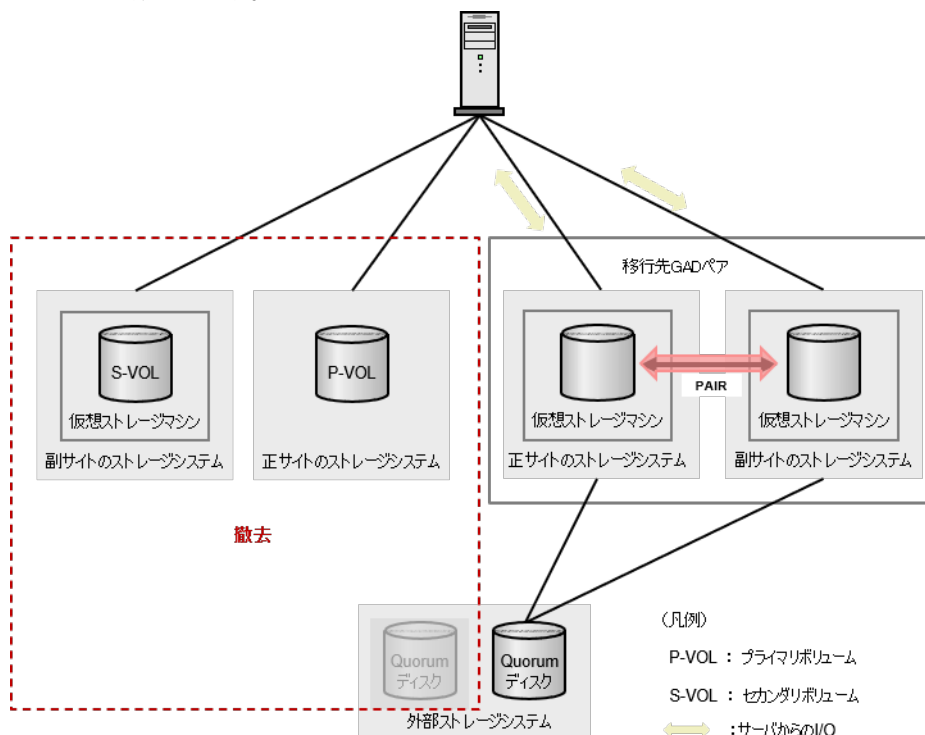 移行先GADペア
S-VOL
仮想ストレージマシン
副サイトのストレージシステム
P-VOL
正サイトのストレージシステム
PAIR
仮想ストレージマシン
正サイトのストレージシステム
仮想ストレージマシン
副サイトのストレージシステム
撤去
Quorum
ディスク
Quorum
ディスク
外部ストレージシステム
(凡例)
P-VOL : プライマリボリューム
S-VOL : セカンダリボリューム
:サーバからのI/O